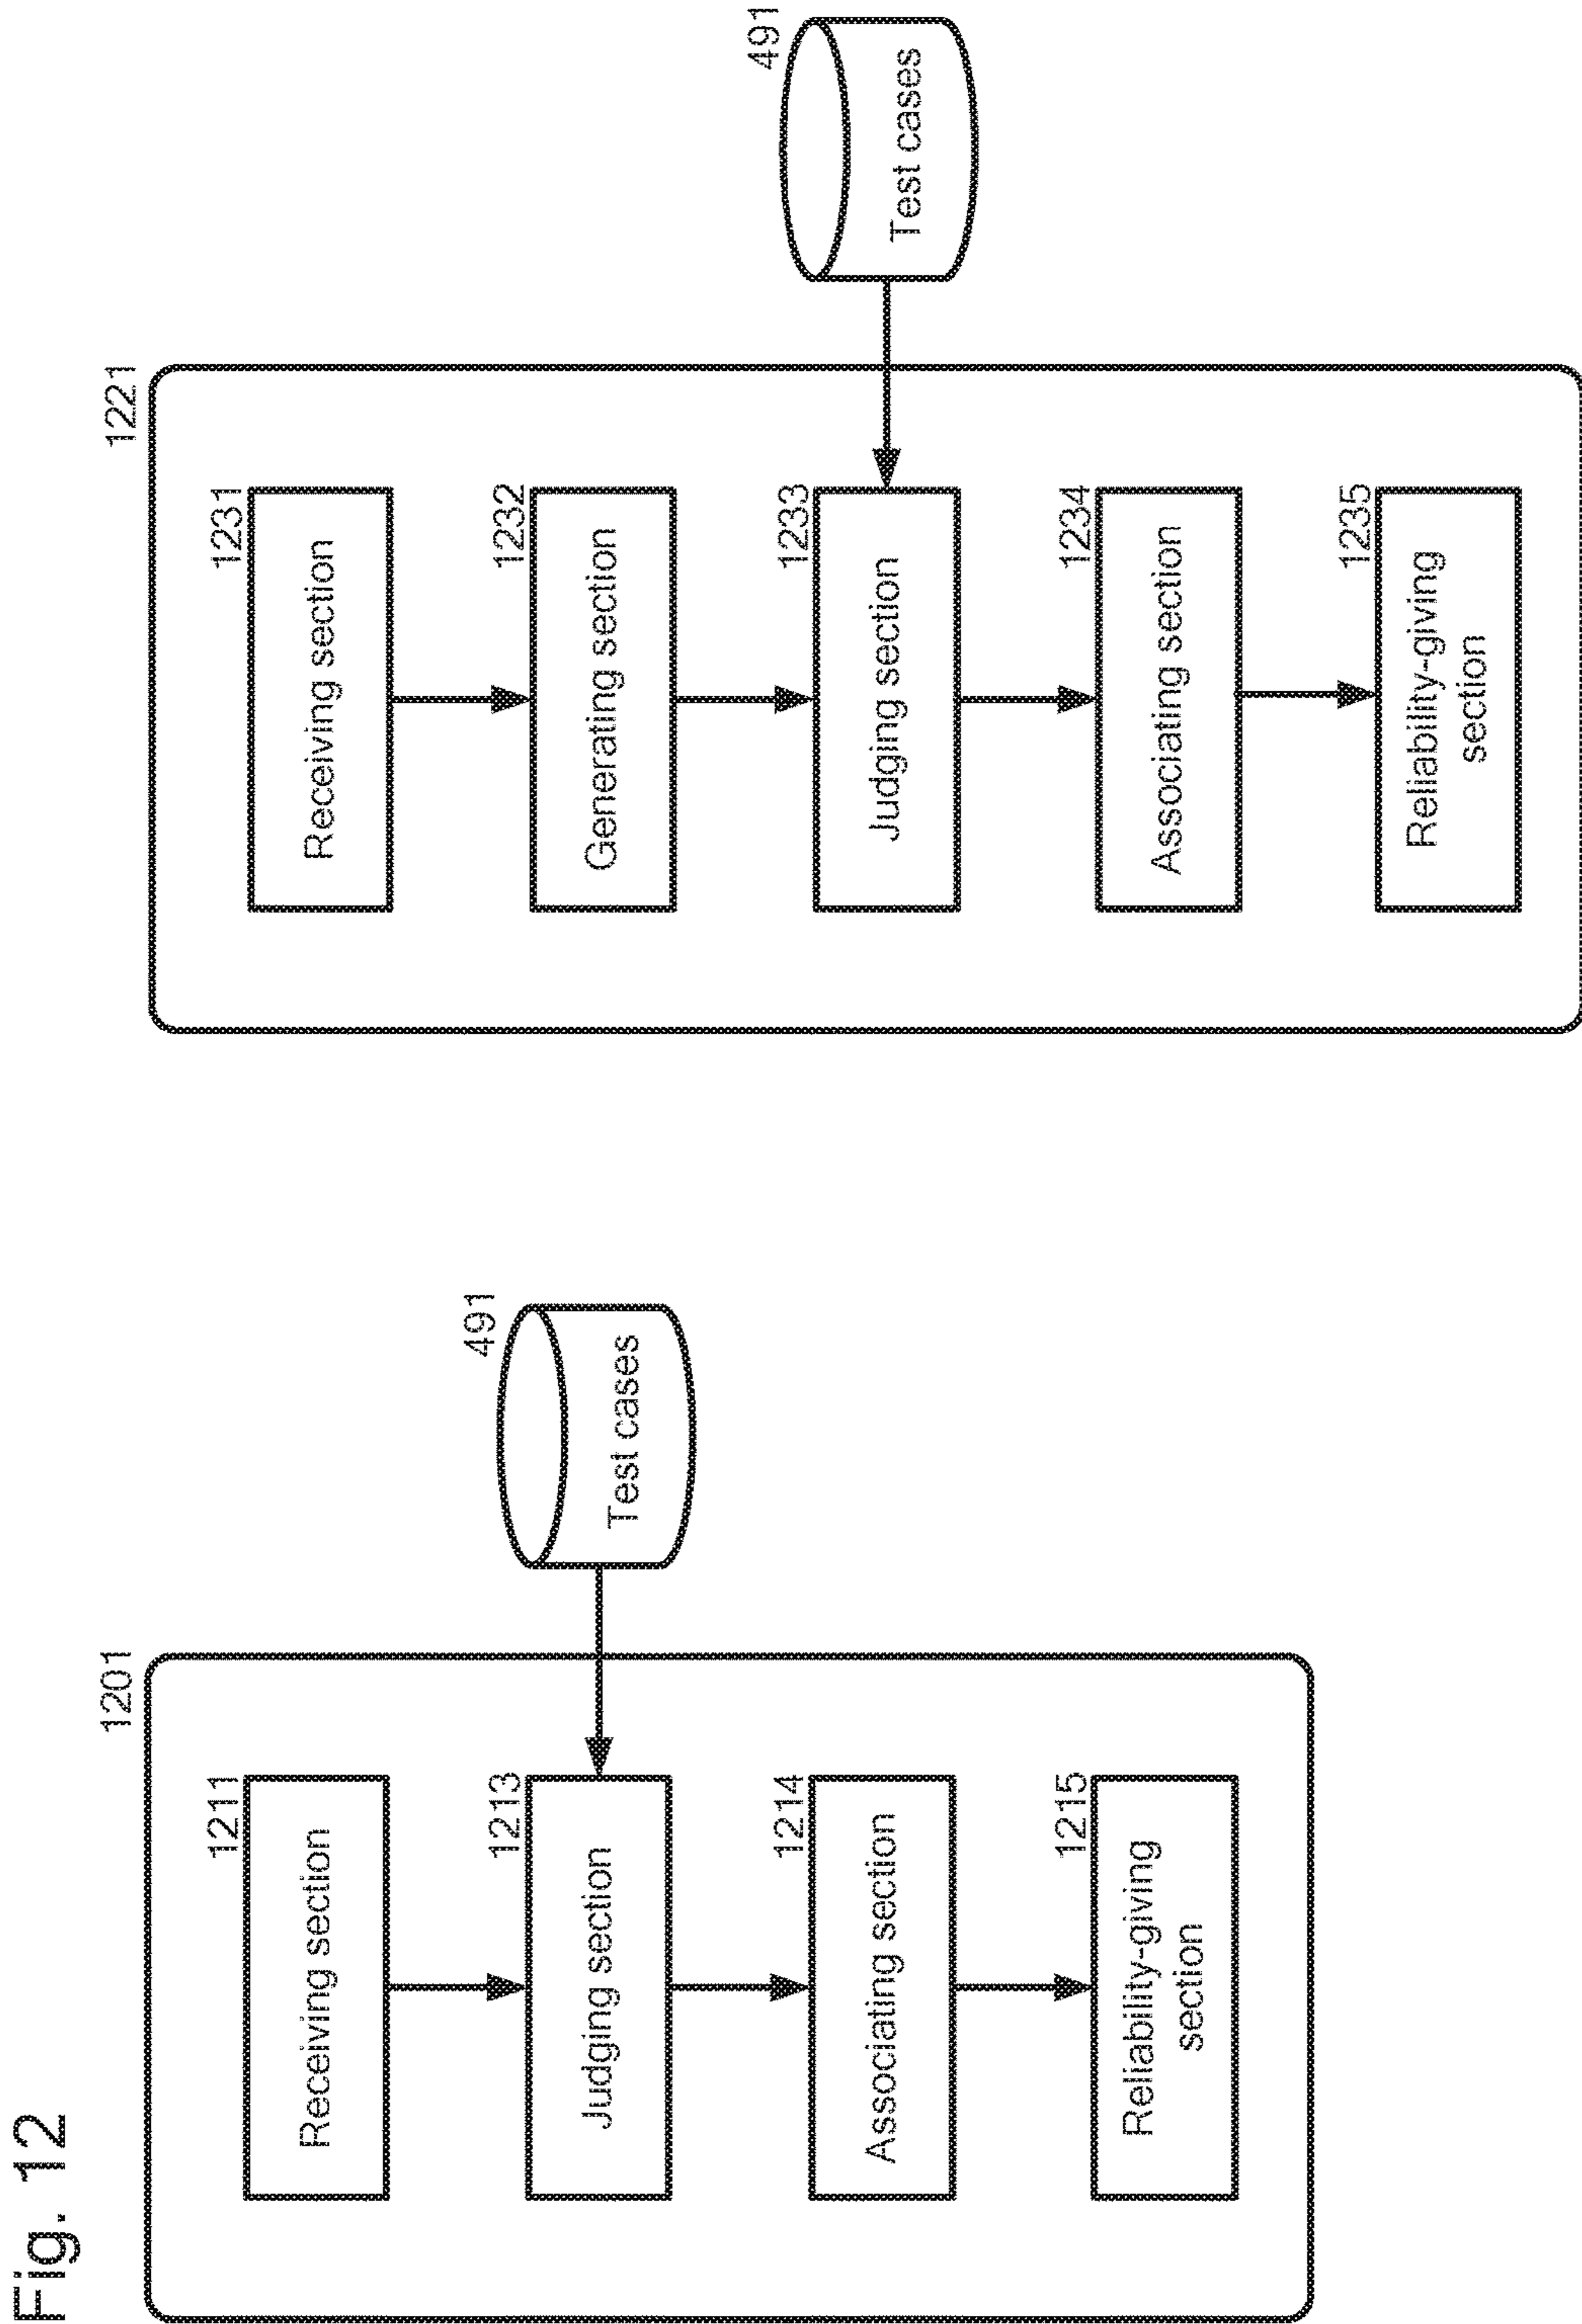 Fig. 12
1201
1211
Receiving section
1213
Judging section
491
Test cases
1214
Associating section
1215
Reliability-giving
section
1221
1231
Receiving section
1232
Generating section
1233
Judging section
491
Test cases
1234
Associating section
1235
Reliability-giving
section